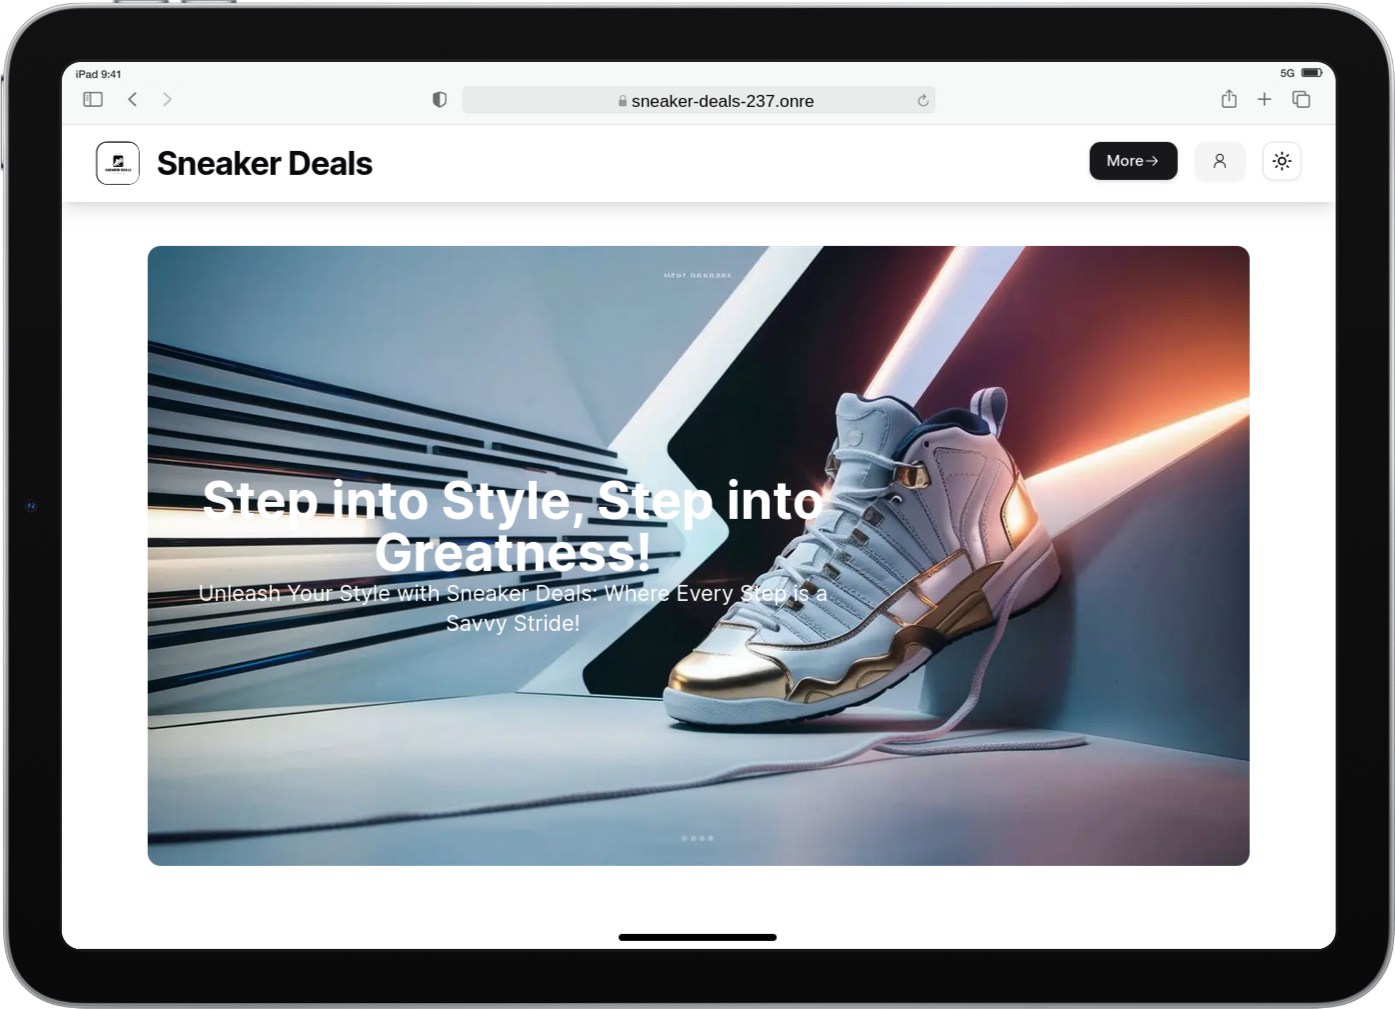 iPad 9:41
5G
sneaker-deals-237.onre
Sneaker Deals
More→
Step into Style, Step into
Greatness!
Unleash Your Style with Sneaker Deals: Where Every Step is a
Savvy Stride!